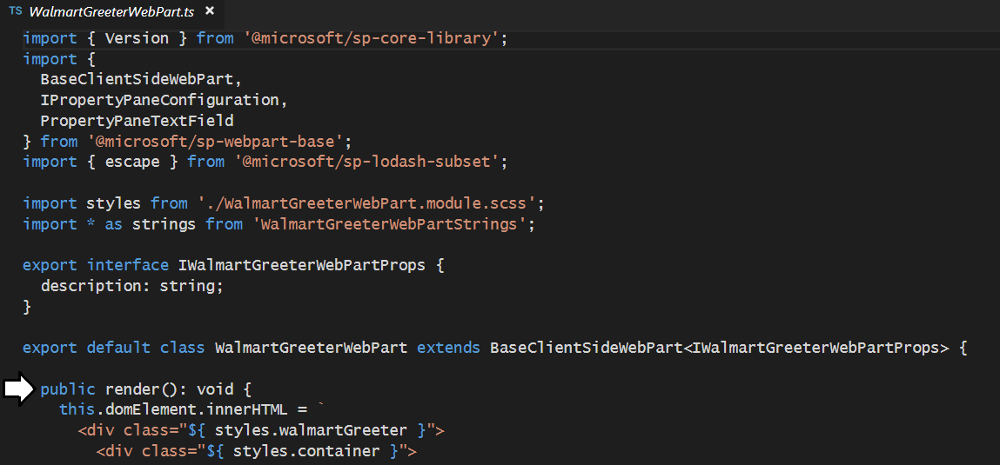 TS WalmartGreeterWebPart.ts ×
import { Version } from '@microsoft/sp-core-library';
import {
  BaseClientSideWebPart,
  IPropertyPaneConfiguration,
  PropertyPaneTextField
} from '@microsoft/sp-webpart-base';
import { escape } from '@microsoft/sp-lodash-subset';
import styles from './WalmartGreeterWebPart.module.scss';
import * as strings from 'WalmartGreeterWebPartStrings';
export interface IWalmartGreeterWebPartProps {
  description: string;
}
export default class WalmartGreeterWebPart extends BaseClientSideWebPart<IWalmartGreeterWebPartProps> {
  public render(): void {
    this.domElement.innerHTML = `
      <div class="${ styles.walmartGreeter }">
        <div class="${ styles.container }">